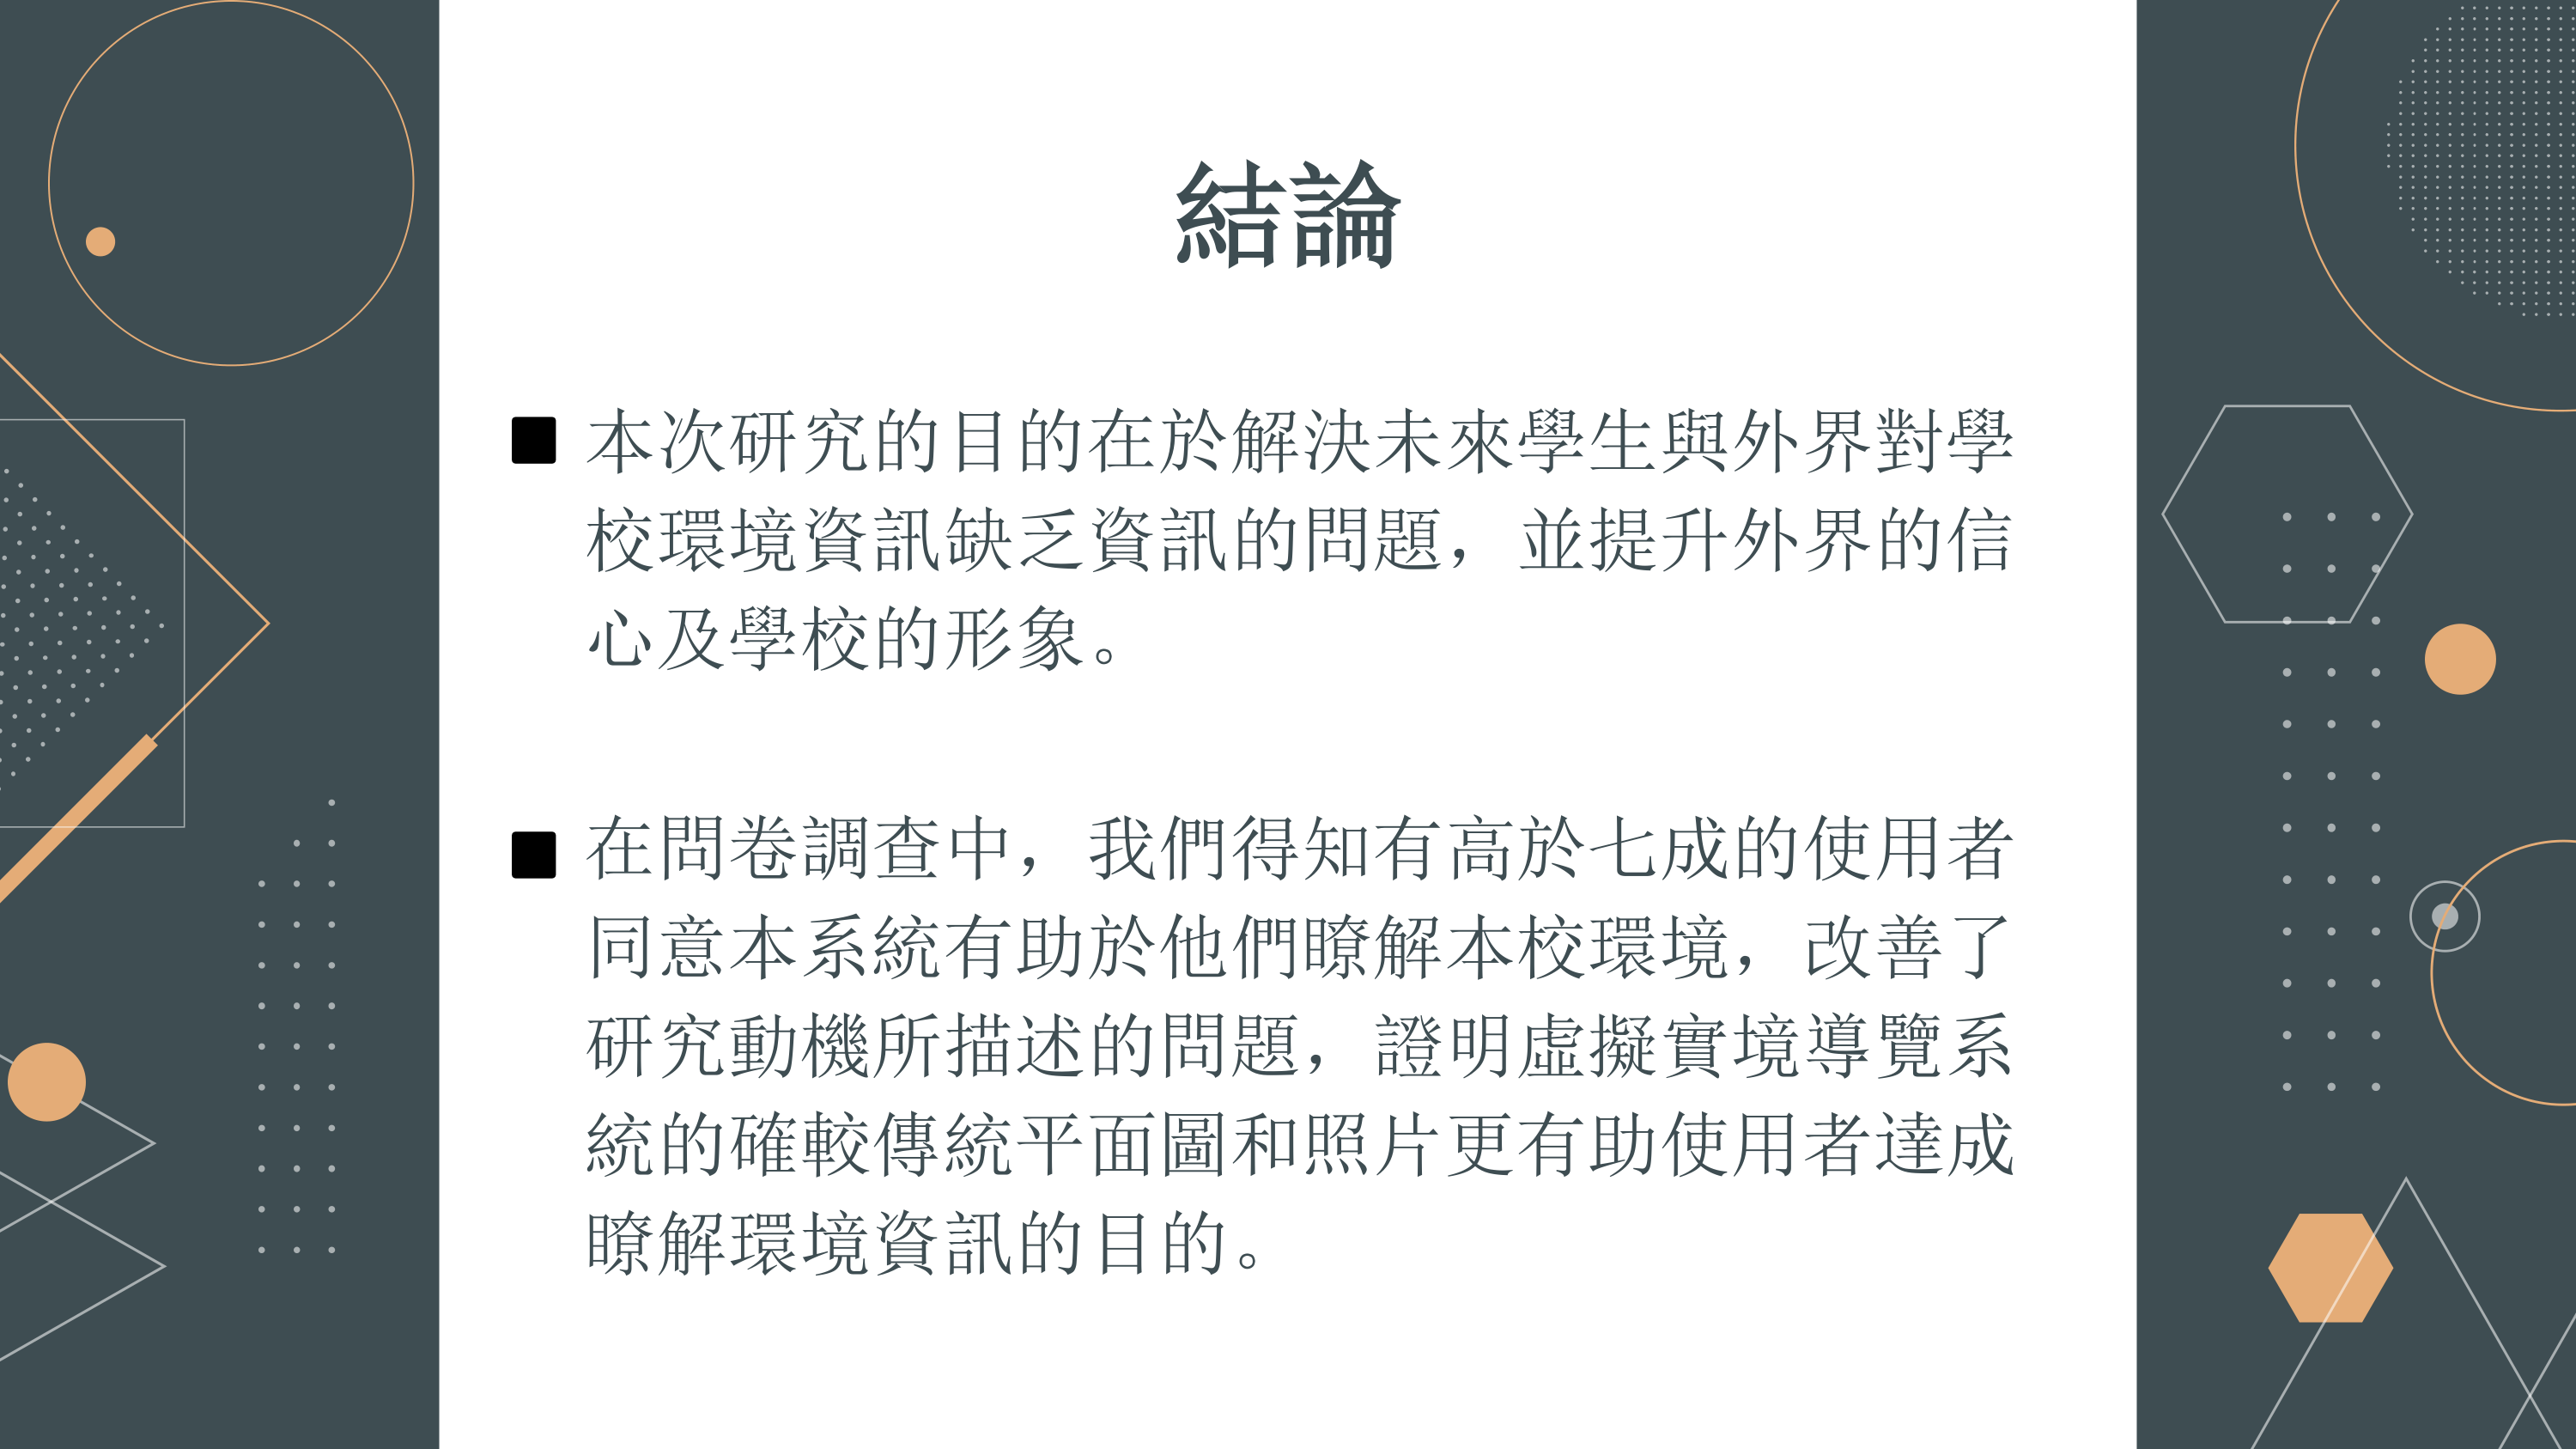 結論
本次研究的目的在於解決未來學生與外界對學
校環境資訊缺乏資訊的問題，並提升外界的信
心及學校的形象。
在問卷調查中，我們得知有高於七成的使用者
同意本系統有助於他們瞭解本校環境，改善了
研究動機所描述的問題，證明虛擬實境導覽系
統的確較傳統平面圖和照片更有助使用者達成
瞭解環境資訊的目的。